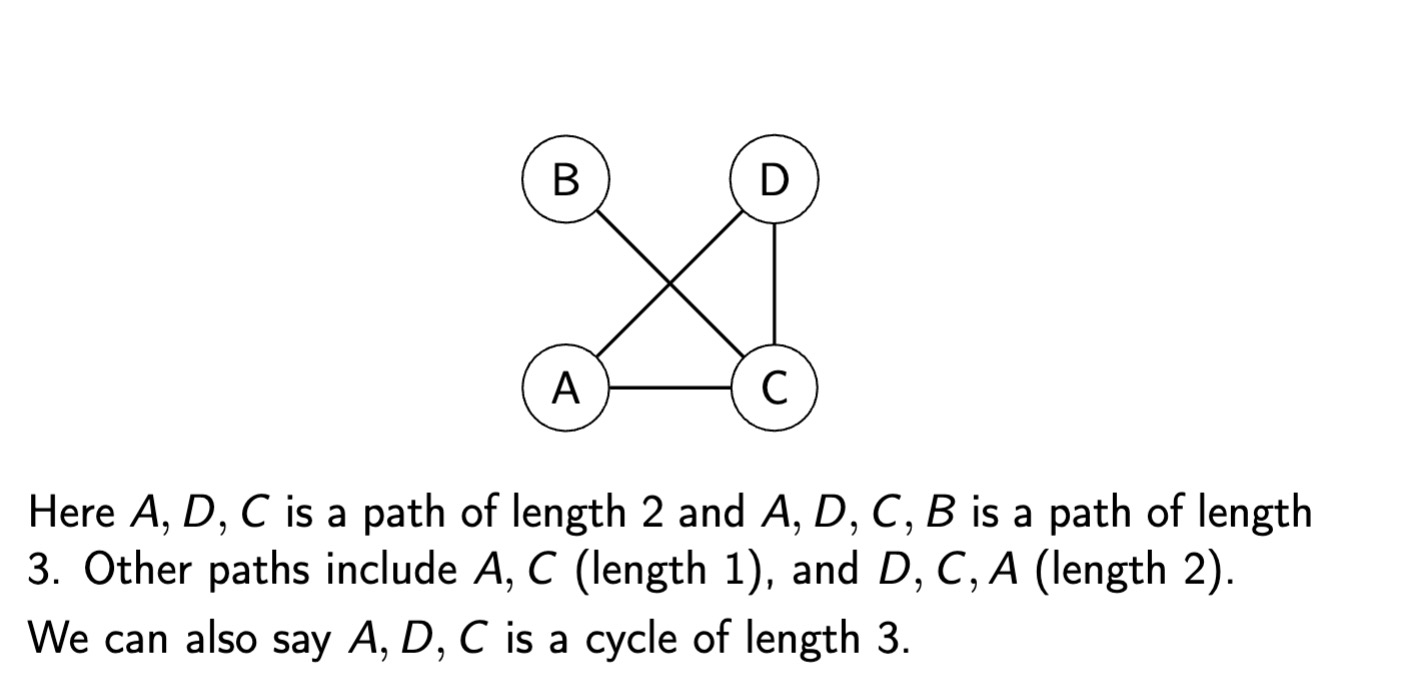 B D
A C
Here A, D, C is a path of length 2 and A, D, C, B is a path of length
3. Other paths include A, C (length 1), and D, C, A (length 2).
We can also say A, D, C is a cycle of length 3.